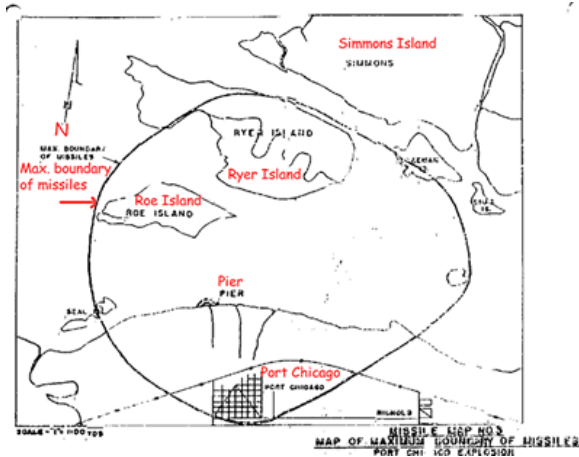 Simmons Island
SIMMONS
N
MAX. BOUNDARY
OF MISSILES
Max. boundary
of missiles
RYER ISLAND
Ryer Island
Roe Island
ROE ISLAND
Pier
PIER
SEAL
Port Chicago
PORT CHICAGO
NICHOLS
MISSILE MAP NO 3
MAP OF MAXIMUM BOUNDARY OF MISSILES
PORT CHICAGO EXPLOSION